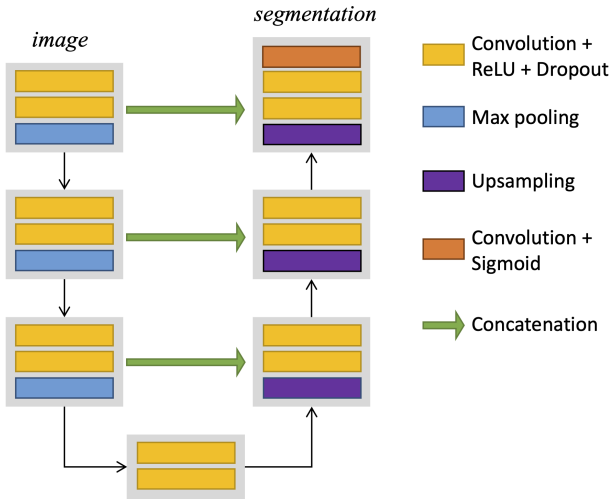 image
segmentation
Convolution +
ReLU + Dropout
Max pooling
Upsampling
Convolution +
Sigmoid
Concatenation